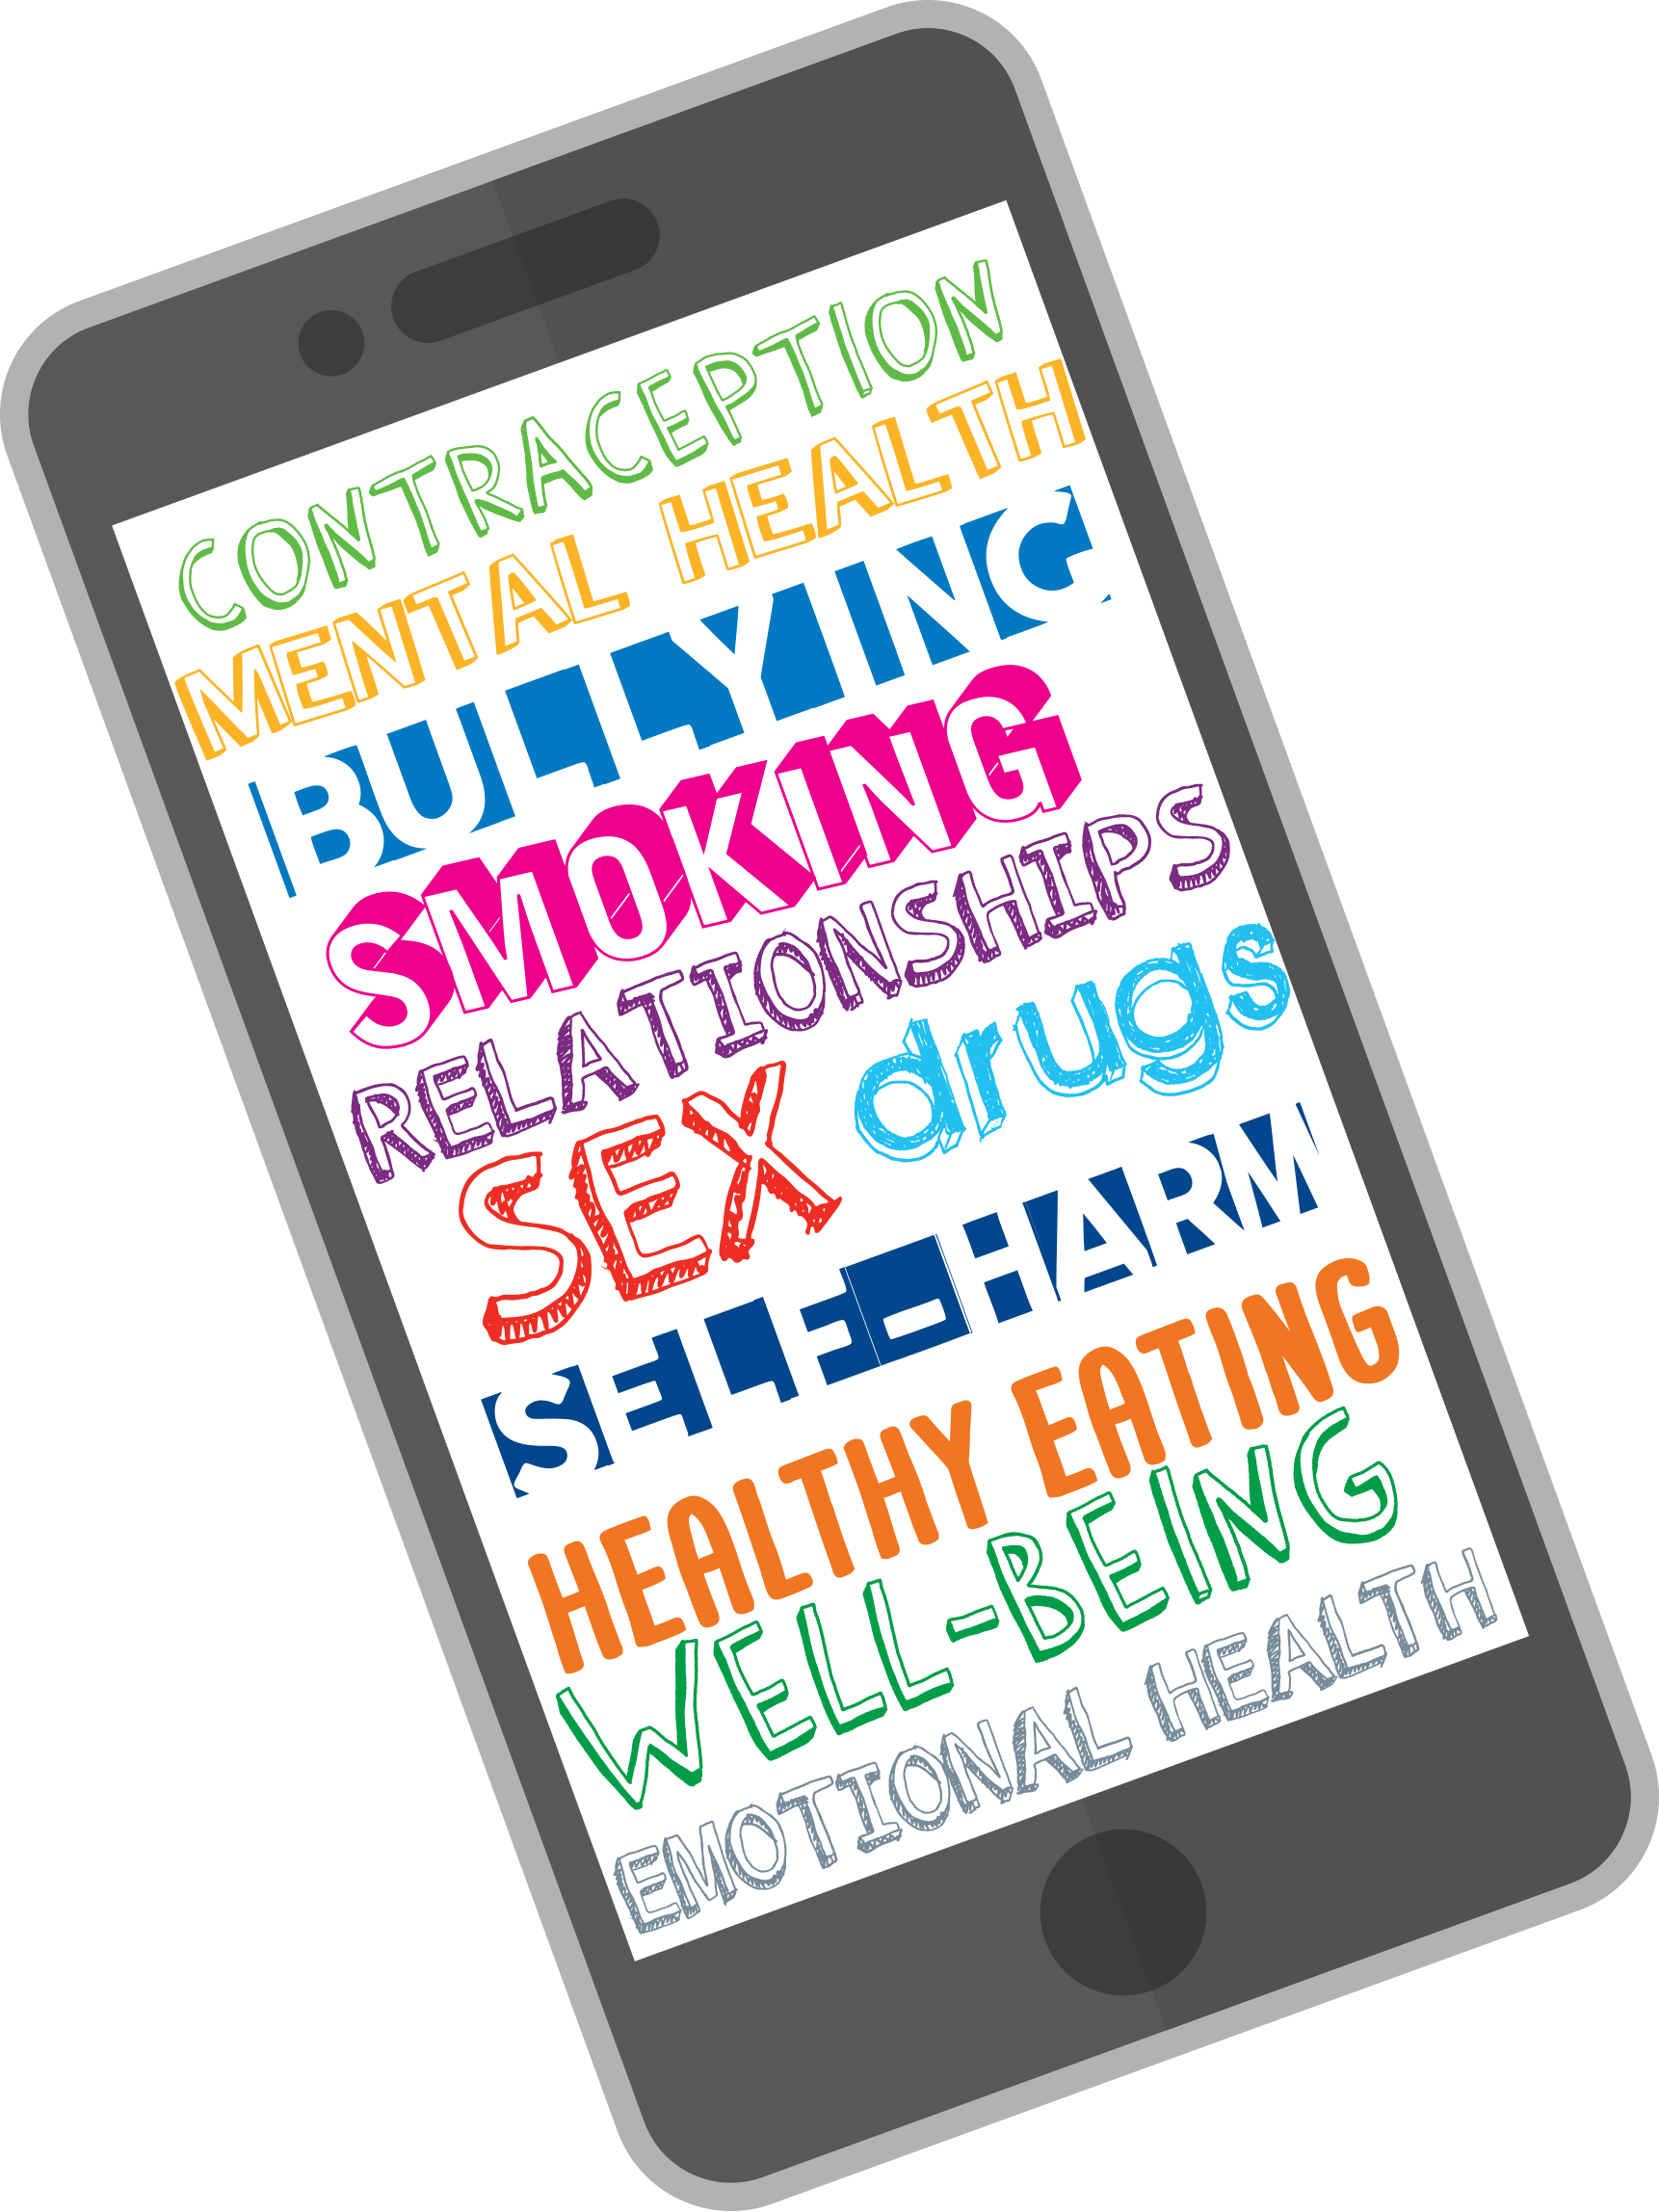 CONTRACEPTION
MENTAL HEALTH
BULLYING
SMOKING
RELATIONSHIPS
SEX drugs
SELF HARM
HEALTHY EATING
WELL-BEING
EMOTIONAL HEALTH